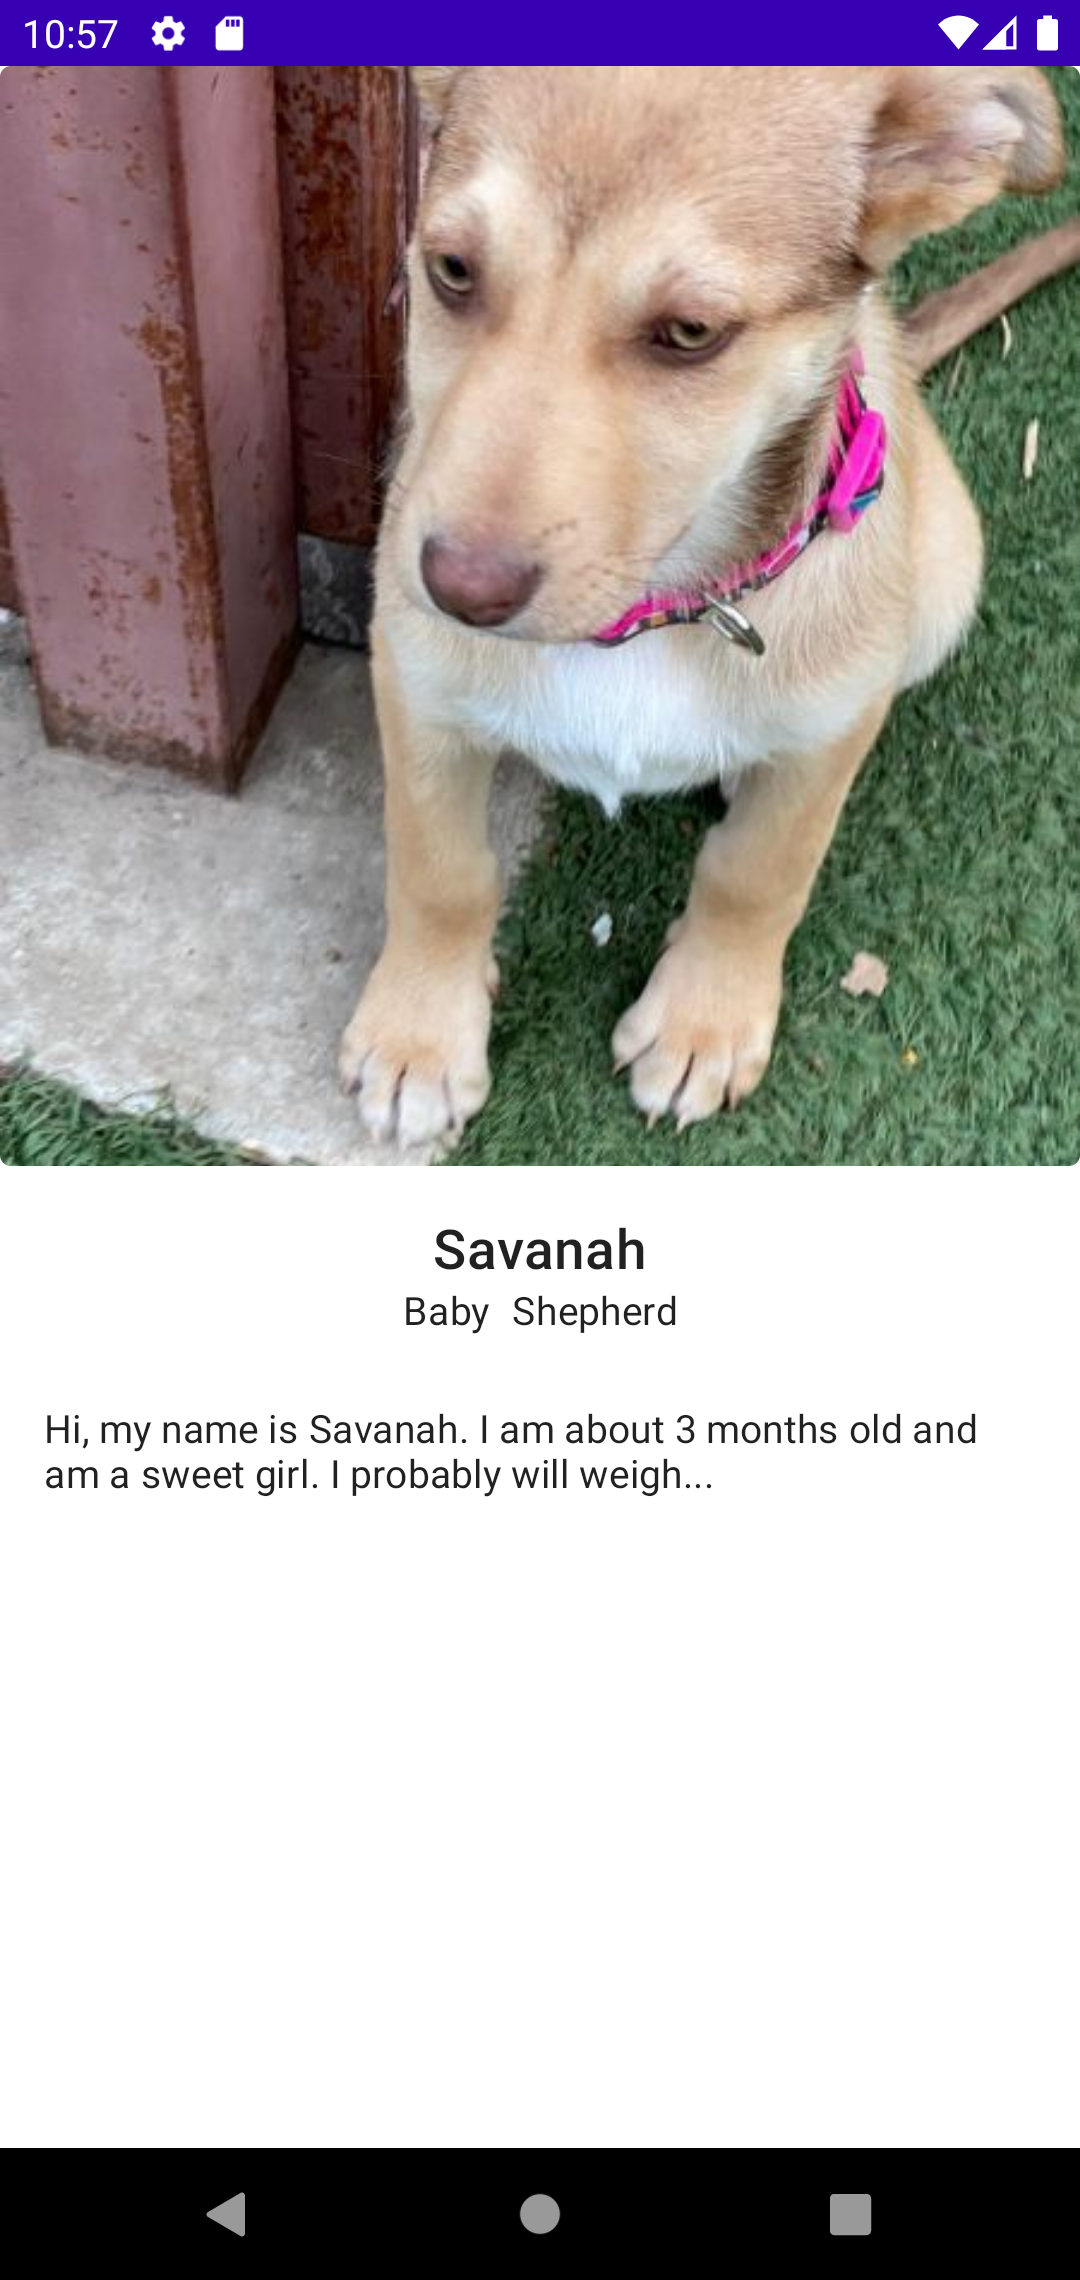 10:57
Savanah
Baby  Shepherd
Hi, my name is Savanah. I am about 3 months old and
am a sweet girl. I probably will weigh...